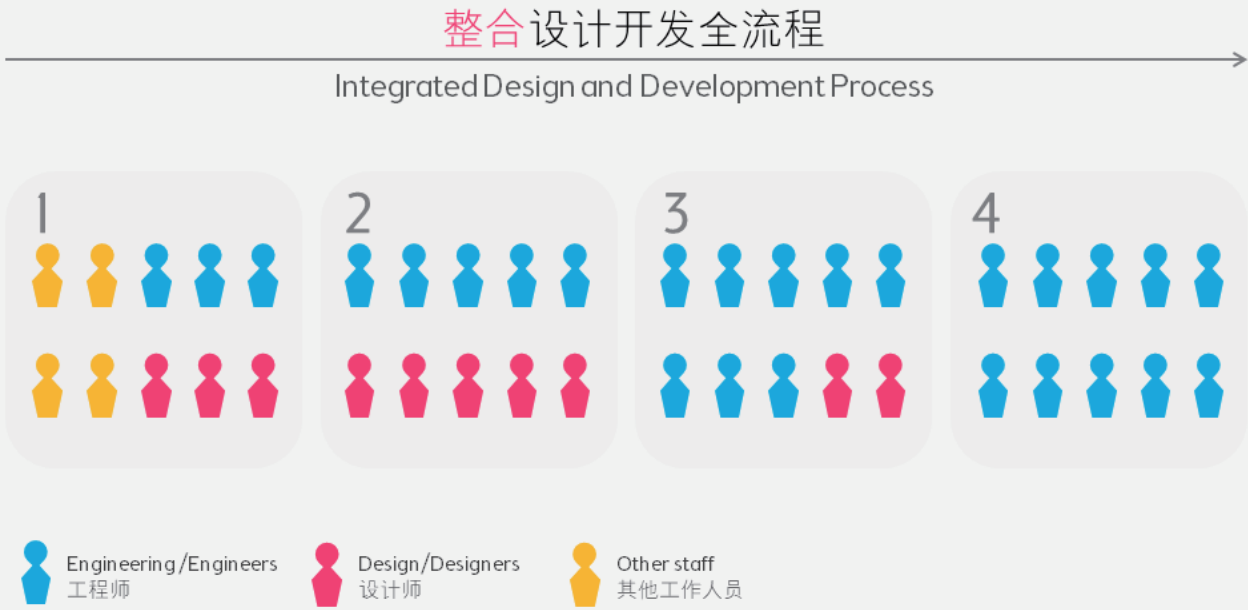 整合设计开发全流程
Integrated Design and Development Process
1
2
3
4
Engineering/Engineers
工程师
Design/Designers
设计师
Other staff
其他工作人员